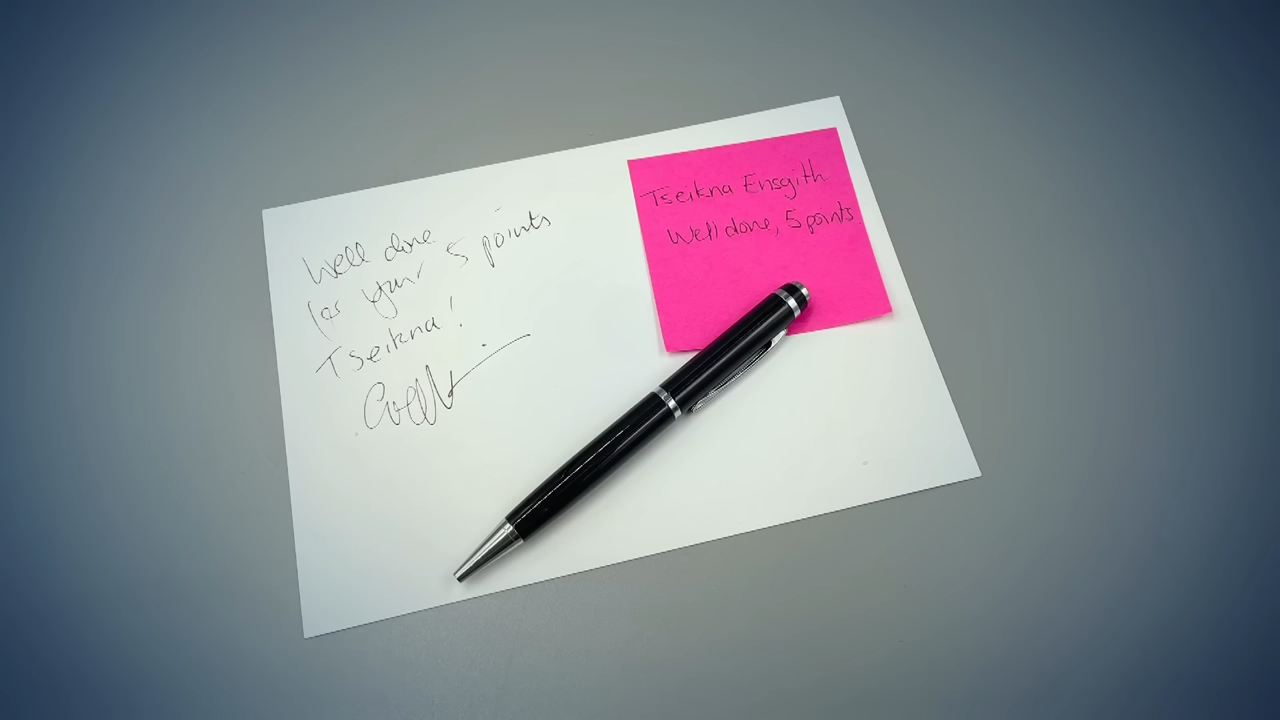 Well done
for your 5 points
Tseikna!
Tseikna Ensgith
Well done, 5 points